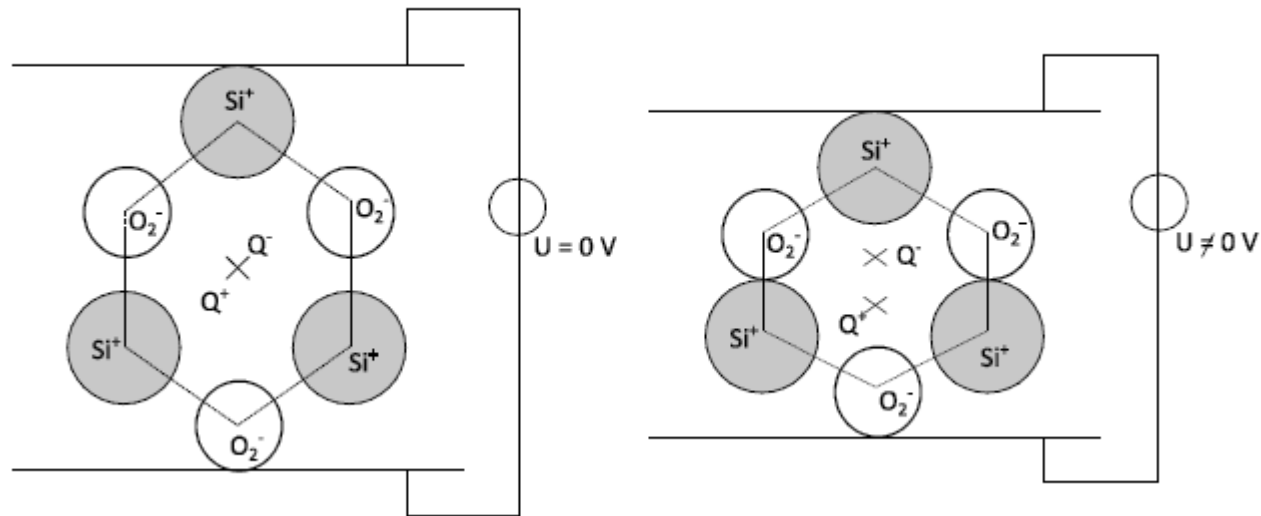 Si⁺
O₂⁻
O₂⁻
Q⁻
Q⁺
U = 0 V
Si⁺
Si⁺
O₂⁻
Si⁺
O₂⁻
O₂⁻
Q⁻
U ≠ 0 V
Q⁺
Si⁺
Si⁺
O₂⁻